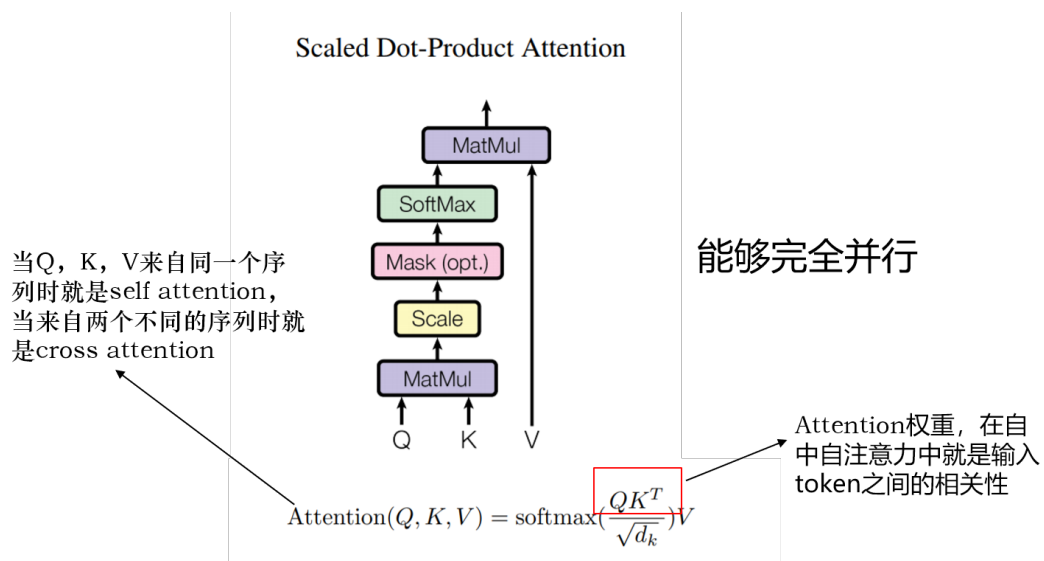 Scaled Dot-Product Attention
MatMul
SoftMax
Mask (opt.)
Scale
MatMul
Q K V
当Q，K，V来自同一个序
列时就是self attention，
当来自两个不同的序列时就
是cross attention
能够完全并行
Attention权重，在自
中自注意力中就是输入
token之间的相关性
Attention(Q, K, V) = softmax(\frac{QK^T}{\sqrt{d_k}})V